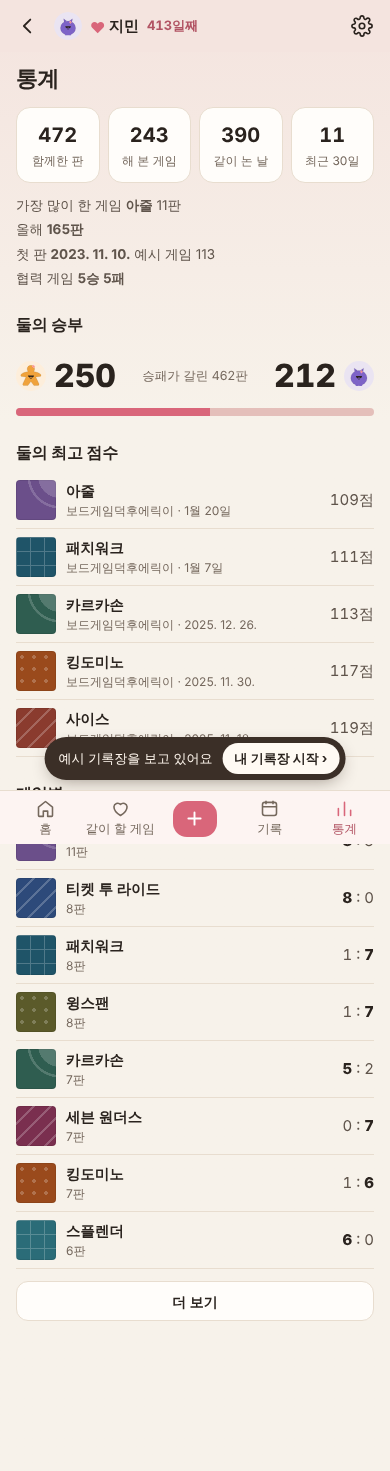 지민 413일째
통계
472 243 390 11
함께한 판 해 본 게임 같이 논 날 최근 30일
가장 많이 한 게임 아줄 11판
올해 165판
첫 판 2023. 11. 10. 예시 게임 113
협력 게임 5승 5패
둘의 승부
250 승패가 갈린 462판 212
둘의 최고 점수
아줄
보드게임덕후에릭이 · 1월 20일
109점
패치워크
보드게임덕후에릭이 · 1월 7일
111점
카르카손
보드게임덕후에릭이 · 2025. 12. 26.
113점
킹도미노
보드게임덕후에릭이 · 2025. 11. 30.
117점
사이스
119점
예시 기록장을 보고 있어요 내 기록장 시작 ›
홈 같이 할 게임 기록 통계
11판
티켓 투 라이드
8판
8 : 0
패치워크
8판
1 : 7
윙스팬
8판
1 : 7
카르카손
7판
5 : 2
세븐 원더스
7판
0 : 7
킹도미노
7판
1 : 6
스플렌더
6판
6 : 0
더 보기